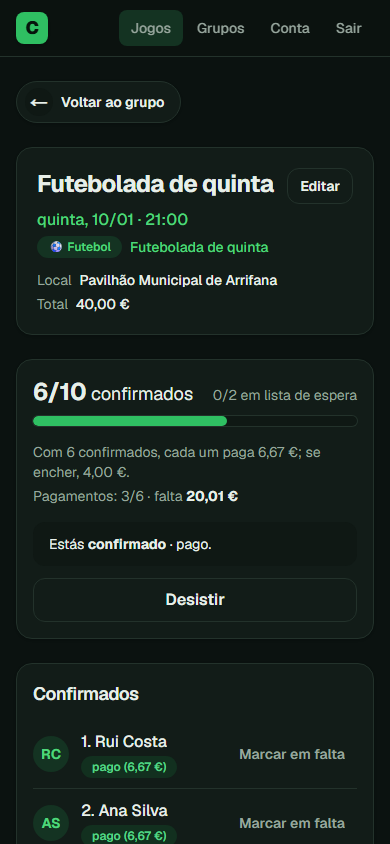 C Jogos Grupos Conta Sair
← Voltar ao grupo
Futebolada de quinta Editar
quinta, 10/01 · 21:00
Futebol Futebolada de quinta
Local Pavilhão Municipal de Arrifana
Total 40,00 €
6/10 confirmados 0/2 em lista de espera
Com 6 confirmados, cada um paga 6,67 €; se
encher, 4,00 €.
Pagamentos: 3/6 · falta 20,01 €
Estás confirmado · pago.
Desistir
Confirmados
RC 1. Rui Costa Marcar em falta
pago (6,67 €)
AS 2. Ana Silva Marcar em falta
pago (6,67 €)